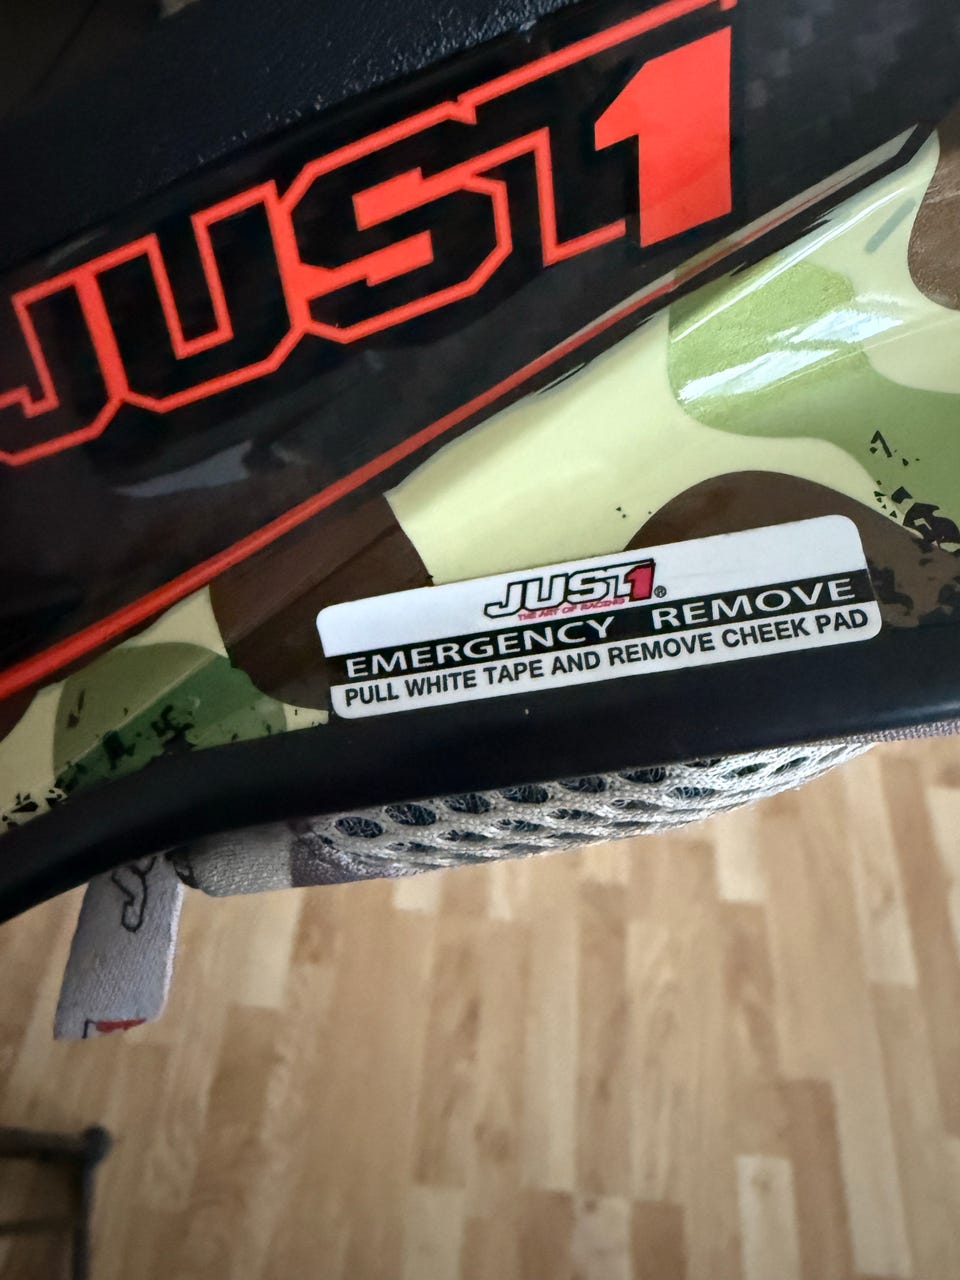 JUST1
JUST1®
THE ART OF RACING
EMERGENCY REMOVE
PULL WHITE TAPE AND REMOVE CHEEK PAD
J